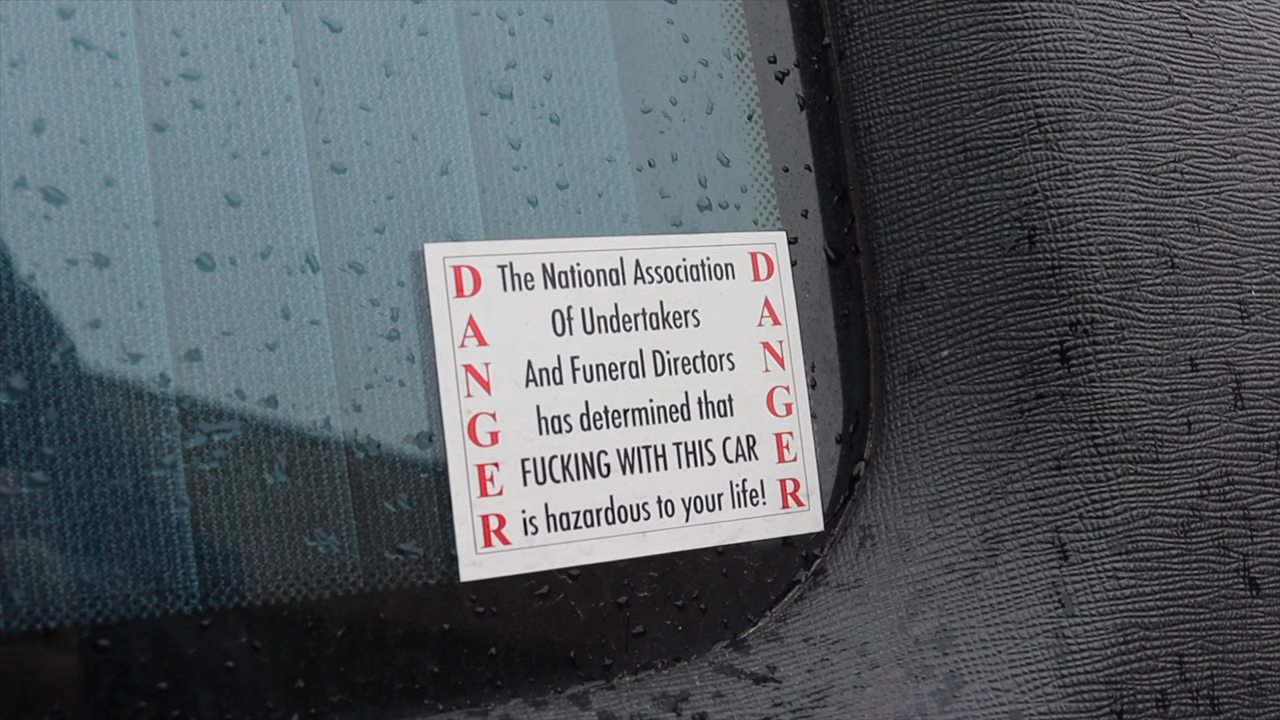 DANGER
The National Association
Of Undertakers
And Funeral Directors
has determined that
FUCKING WITH THIS CAR
is hazardous to your life!
DANGER